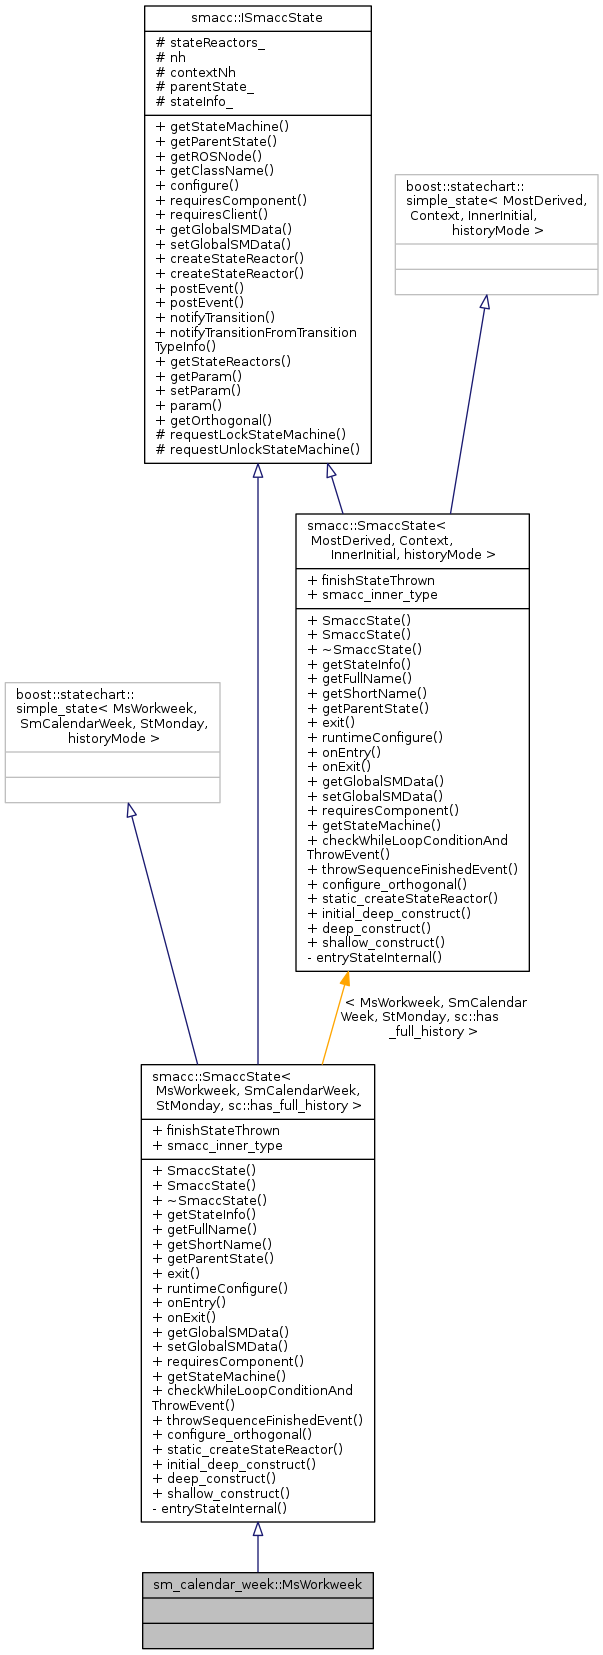 smacc::ISmaccState
# stateReactors_
# nh
# contextNh
# parentState_
# stateInfo_
+ getStateMachine()
+ getParentState()
+ getROSNode()
+ getClassName()
+ configure()
+ requiresComponent()
+ requiresClient()
+ getGlobalSMData()
+ setGlobalSMData()
+ createStateReactor()
+ createStateReactor()
+ postEvent()
+ postEvent()
+ notifyTransition()
+ notifyTransitionFromTransition
TypeInfo()
+ getStateReactors()
+ getParam()
+ setParam()
+ param()
+ getOrthogonal()
# requestLockStateMachine()
# requestUnlockStateMachine()
boost::statechart::
simple_state< MostDerived,
Context, InnerInitial,
historyMode >
smacc::SmaccState<
MostDerived, Context,
InnerInitial, historyMode >
+ finishStateThrown
+ smacc_inner_type
+ SmaccState()
+ SmaccState()
+ ~SmaccState()
+ getStateInfo()
+ getFullName()
+ getShortName()
+ getParentState()
+ exit()
+ runtimeConfigure()
+ onEntry()
+ onExit()
+ getGlobalSMData()
+ setGlobalSMData()
+ requiresComponent()
+ getStateMachine()
+ checkWhileLoopConditionAnd
ThrowEvent()
+ throwSequenceFinishedEvent()
+ configure_orthogonal()
+ static_createStateReactor()
+ initial_deep_construct()
+ deep_construct()
+ shallow_construct()
- entryStateInternal()
boost::statechart::
simple_state< MsWorkweek,
SmCalendarWeek, StMonday,
historyMode >
< MsWorkweek, SmCalendar
Week, StMonday, sc::has
_full_history >
smacc::SmaccState<
MsWorkweek, SmCalendarWeek,
StMonday, sc::has_full_history >
+ finishStateThrown
+ smacc_inner_type
+ SmaccState()
+ SmaccState()
+ ~SmaccState()
+ getStateInfo()
+ getFullName()
+ getShortName()
+ getParentState()
+ exit()
+ runtimeConfigure()
+ onEntry()
+ onExit()
+ getGlobalSMData()
+ setGlobalSMData()
+ requiresComponent()
+ getStateMachine()
+ checkWhileLoopConditionAnd
ThrowEvent()
+ throwSequenceFinishedEvent()
+ configure_orthogonal()
+ static_createStateReactor()
+ initial_deep_construct()
+ deep_construct()
+ shallow_construct()
- entryStateInternal()
sm_calendar_week::MsWorkweek